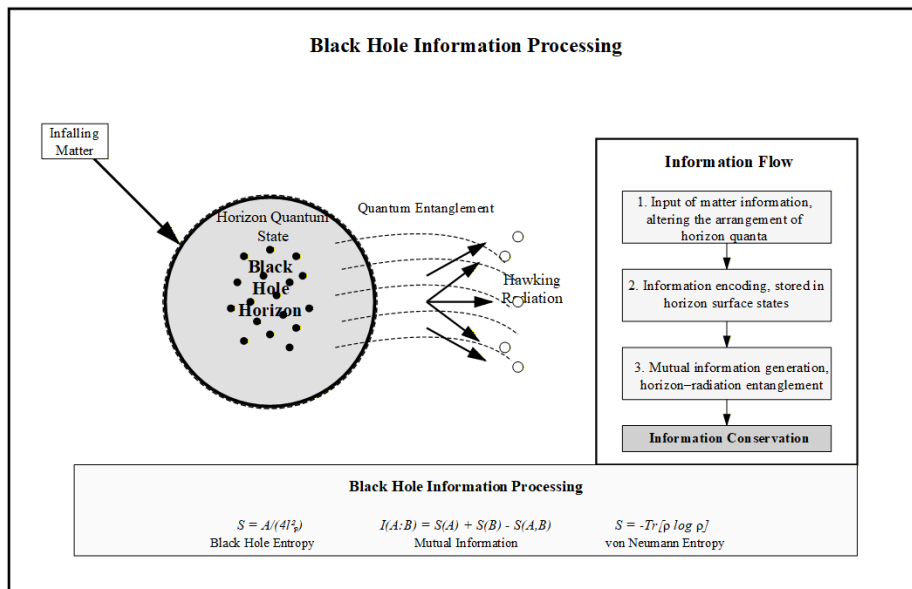 Black Hole Information Processing
Infalling
Matter
Horizon Quantum
State
Black
Hole
Horizon
Quantum Entanglement
Hawking
Radiation
Information Flow
1. Input of matter information,
altering the arrangement of
horizon quanta
2. Information encoding, stored in
horizon surface states
3. Mutual information generation,
horizon–radiation entanglement
Information Conservation
Black Hole Information Processing
S = A/(4l²ₚ)
Black Hole Entropy
I(A:B) = S(A) + S(B) - S(A,B)
Mutual Information
S = -Tr[ρ log ρ]
von Neumann Entropy